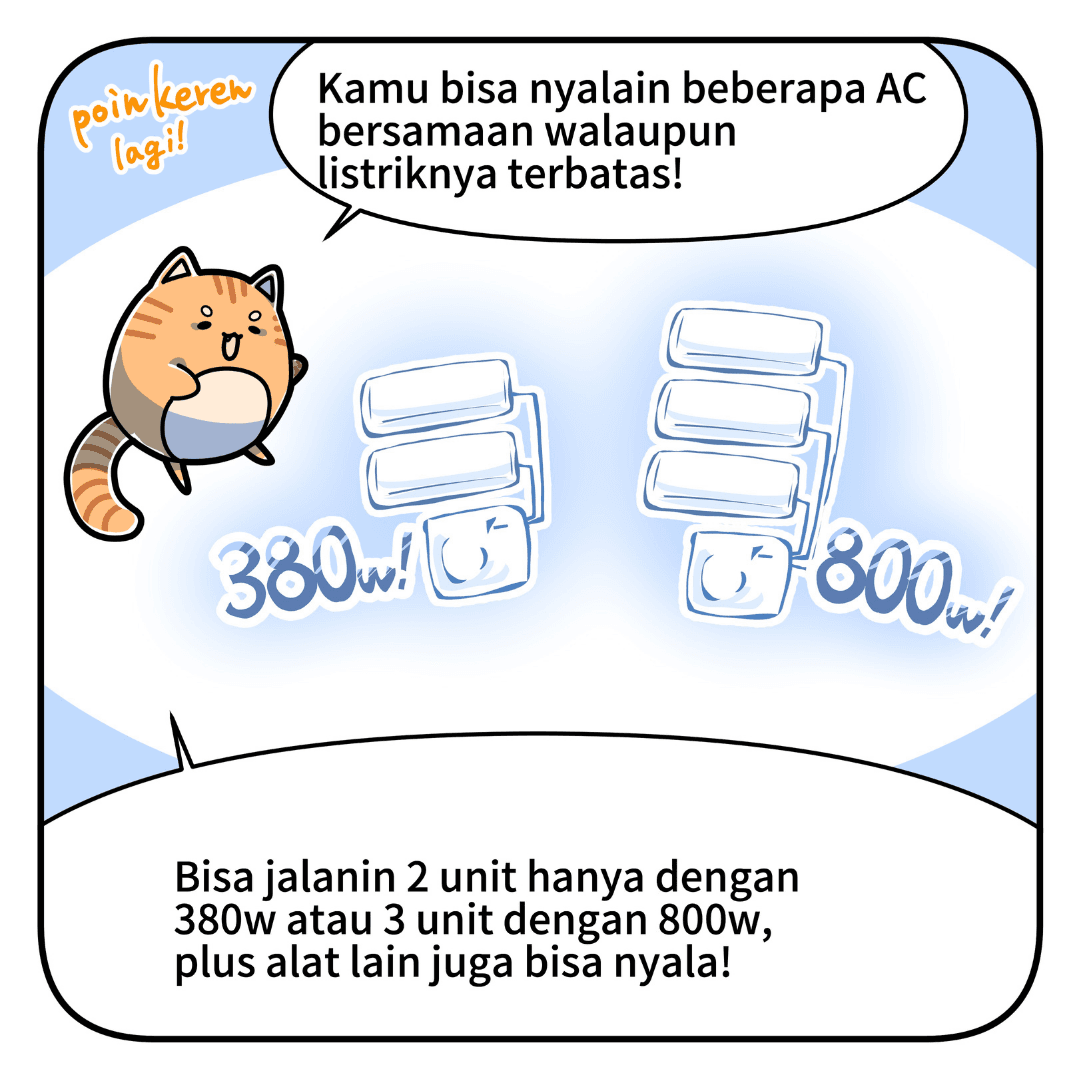 poin keren
lagi!
Kamu bisa nyalain beberapa AC
bersamaan walaupun
listriknya terbatas!
380w!
800w!
Bisa jalanin 2 unit hanya dengan
380w atau 3 unit dengan 800w,
plus alat lain juga bisa nyala!